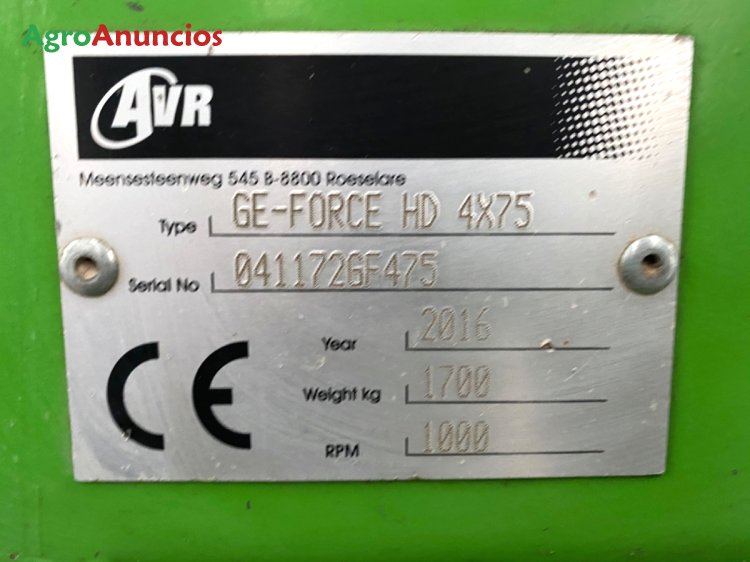 AgroAnuncios
AVR
Meensesteenweg 545 B-8800 Roeselare
Type GE-FORCE HD 4X75
Serial No 041172GF475
Year 2016
Weight kg 1700
RPM 1000
CE